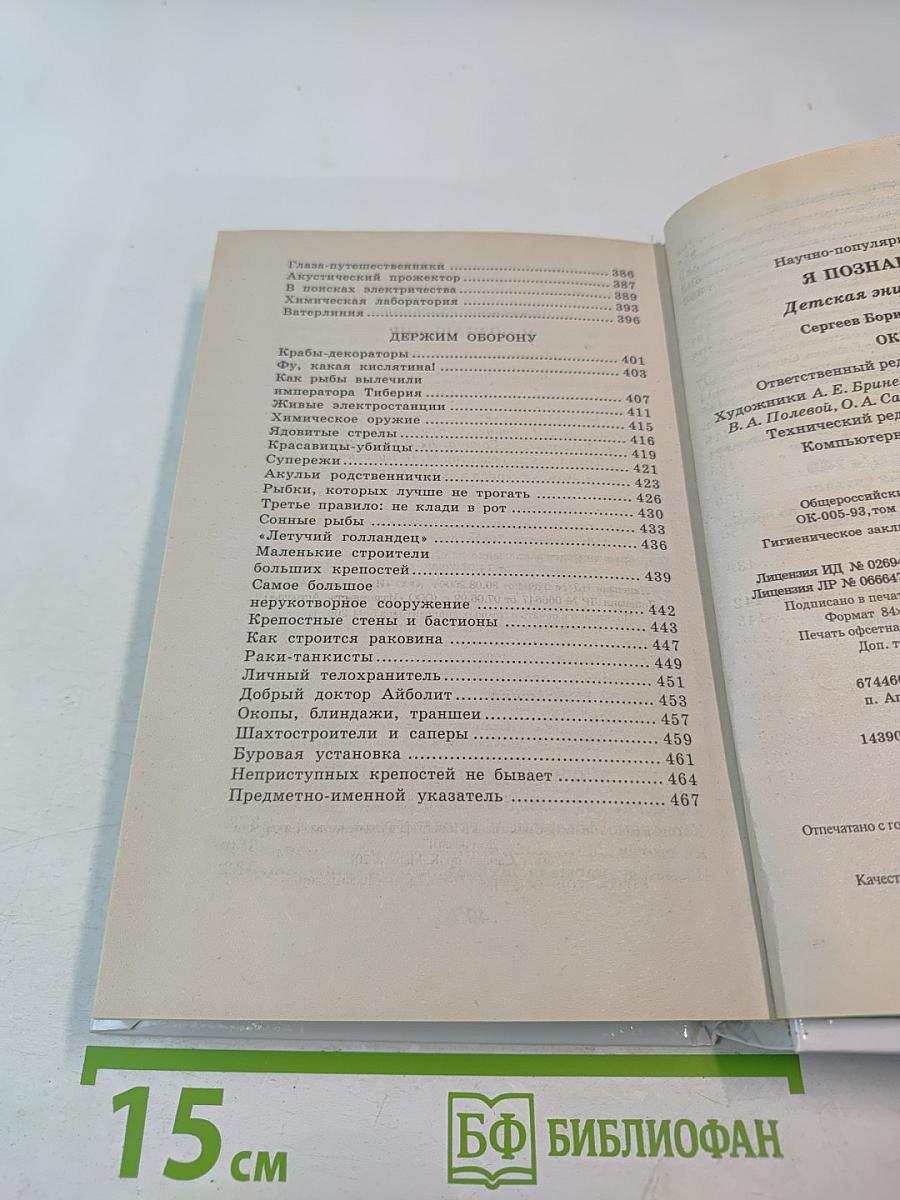 Глаза-путешественники ..... 386
Акустический прожектор ..... 387
В поисках электричества ..... 389
Химическая лаборатория ..... 393
Ватерлиния ..... 396
ДЕРЖИМ ОБОРОНУ
Крабы-декораторы ..... 401
Фу, какая кислятина! ..... 403
Как рыбы вылечили
императора Тиберия ..... 407
Живые электростанции ..... 411
Химическое оружие ..... 415
Ядовитые стрелы ..... 416
Красавицы-убийцы ..... 419
Супережи ..... 421
Акульи родственнички ..... 423
Рыбки, которых лучше не трогать ..... 426
Третье правило: не клади в рот ..... 430
Сонные рыбы ..... 433
«Летучий голландец» ..... 436
Маленькие строители
больших крепостей ..... 439
Самое большое
нерукотворное сооружение ..... 442
Крепостные стены и бастионы ..... 443
Как строится раковина ..... 447
Раки-танкисты ..... 449
Личный телохранитель ..... 451
Добрый доктор Айболит ..... 453
Окопы, блиндажи, траншеи ..... 457
Шахтостроители и саперы ..... 459
Буровая установка ..... 461
Неприступных крепостей не бывает ..... 464
Предметно-именной указатель ..... 467
Научно-популяр
Я ПОЗНА
Детская энц
Сергеев Бори
ОК
Ответственный ред
Художники А. Е. Брине
В. А. Полевой, О. А. Са
Технический ред
Компьютерн
Общероссийски
ОК-005-93, том
Гигиеническое закл
Лицензия ИД № 0269
Лицензия ЛР № 06664
Подписано в печат
Формат 84х
Печать офсетна
Доп. т
67446
п. Аг
14390
Отпечатано с го
Качест
15 см
БФ БИБЛИОФАН